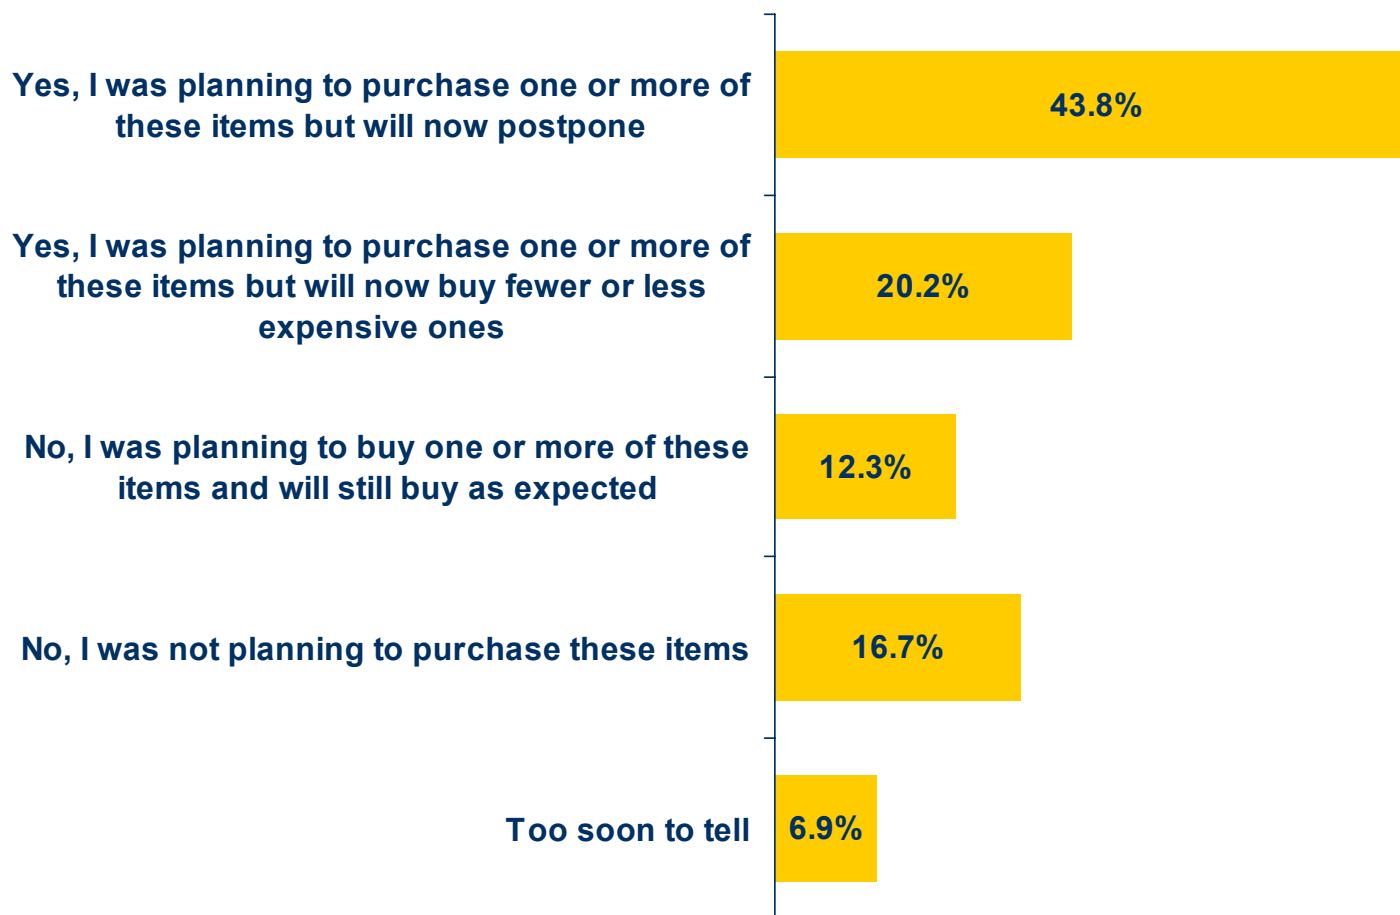 Yes, I was planning to purchase one or more of
these items but will now postpone
43.8%
Yes, I was planning to purchase one or more of
these items but will now buy fewer or less
expensive ones
20.2%
No, I was planning to buy one or more of these
items and will still buy as expected
12.3%
No, I was not planning to purchase these items
16.7%
Too soon to tell
6.9%